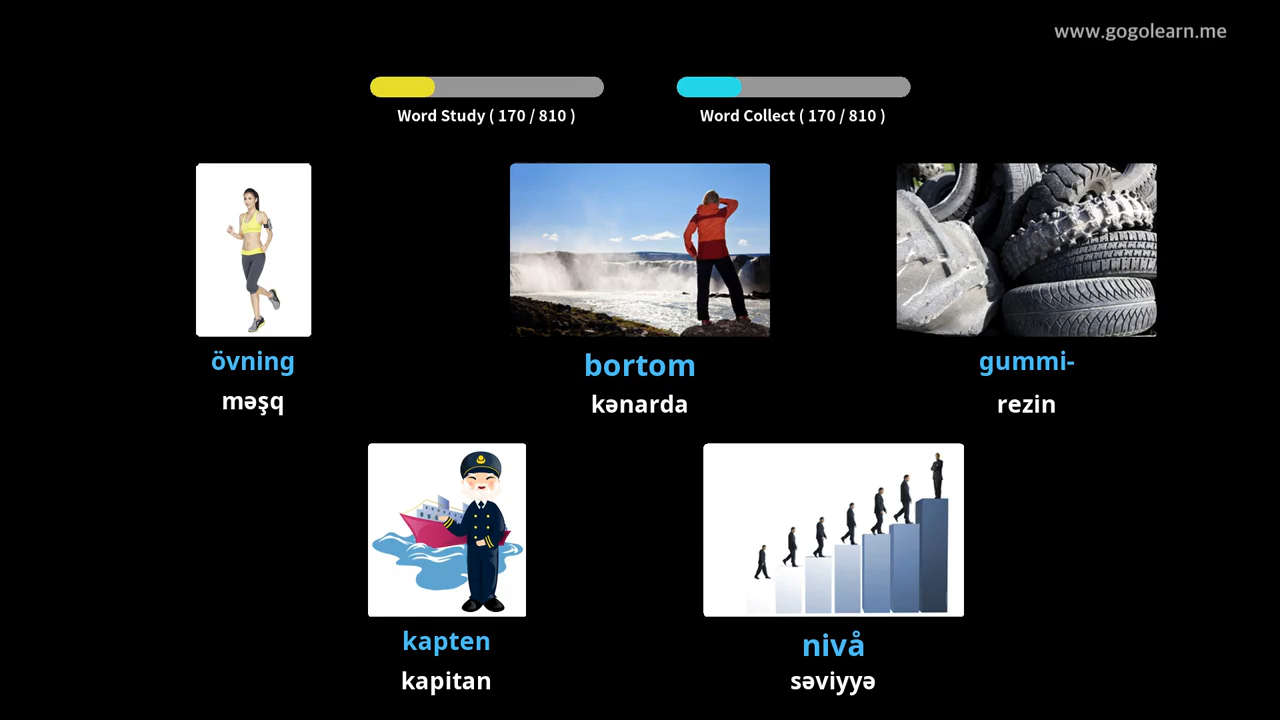 www.gogolearn.me
Word Study ( 170 / 810 )
Word Collect ( 170 / 810 )
övning
məşq
bortom
kənarda
gummi-
rezin
kapten
kapitan
nivå
səviyyə